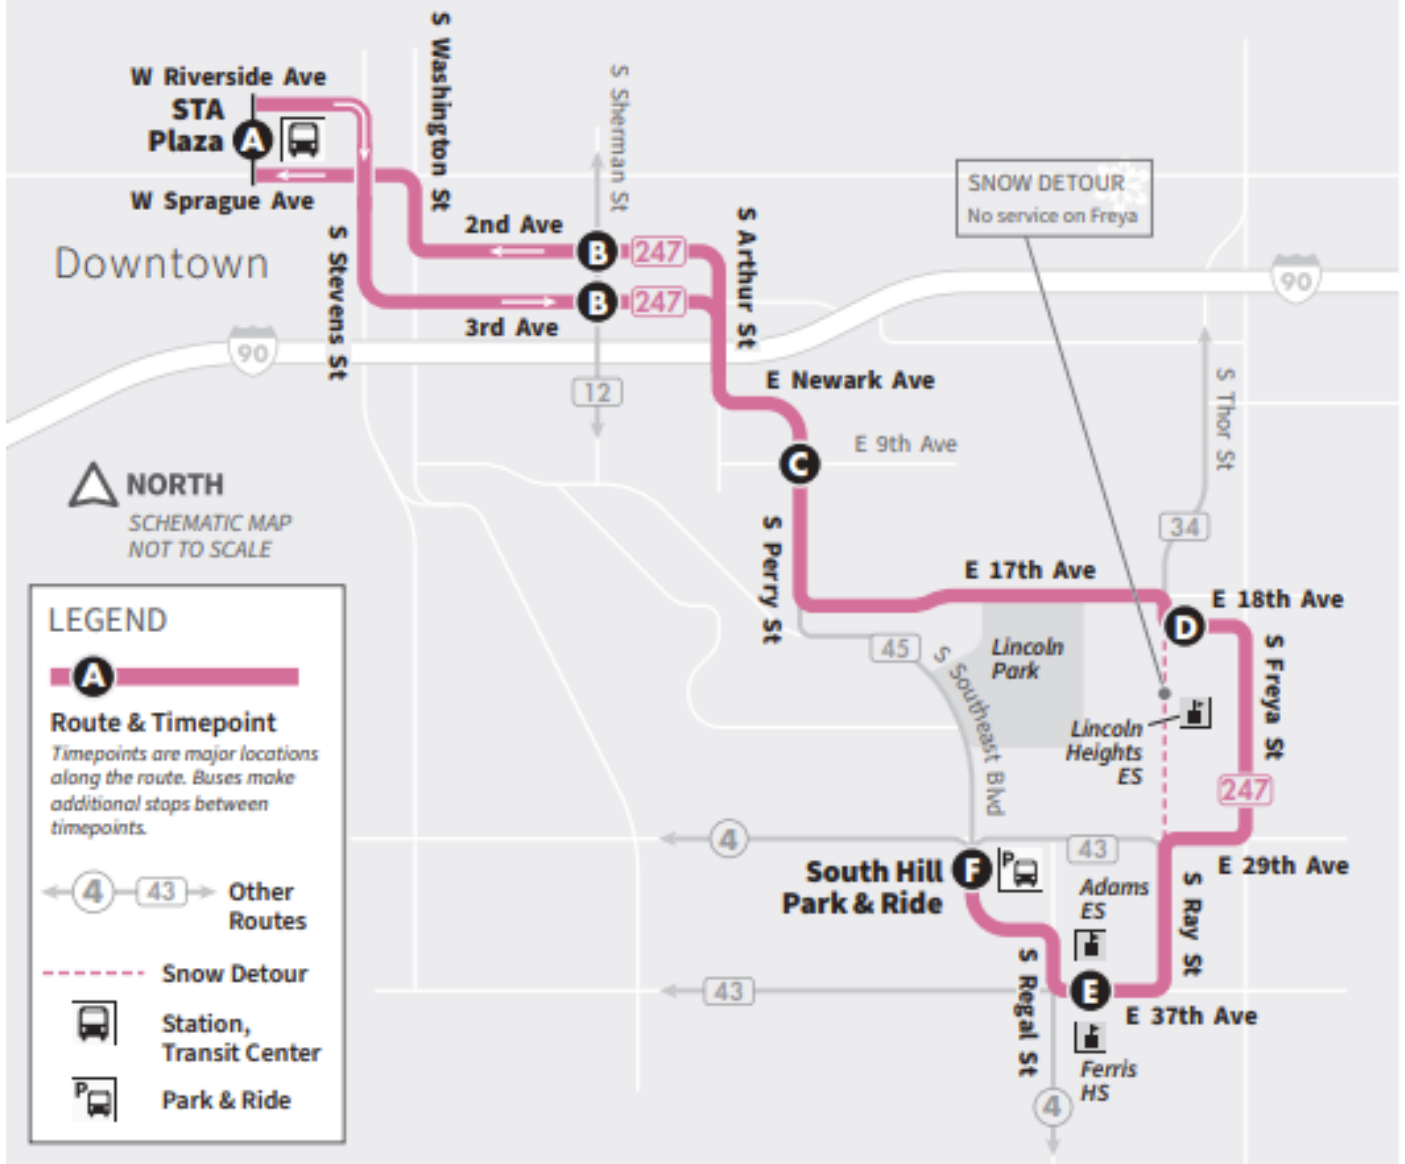 W Riverside Ave
STA
Plaza
A
W Sprague Ave
S Washington St
S Sherman St
2nd Ave
B
247
3rd Ave
B
247
S Arthur St
S Stevens St
Downtown
90
90
12
SNOW DETOUR
No service on Freya
E Newark Ave
C
E 9th Ave
S Thor St
34
NORTH
SCHEMATIC MAP
NOT TO SCALE
S Perry St
E 17th Ave
D
E 18th Ave
45
S Southeast Blvd
Lincoln
Park
S Freya St
Lincoln
Heights
ES
247
4
43
E 29th Ave
South Hill
Park & Ride
F
P
Adams
ES
S Ray St
43
S Regal St
E
E 37th Ave
Ferris
HS
4
LEGEND
A
Route & Timepoint
Timepoints are major locations
along the route. Buses make
additional stops between
timepoints.
4
43
Other
Routes
Snow Detour
Station,
Transit Center
P
Park & Ride